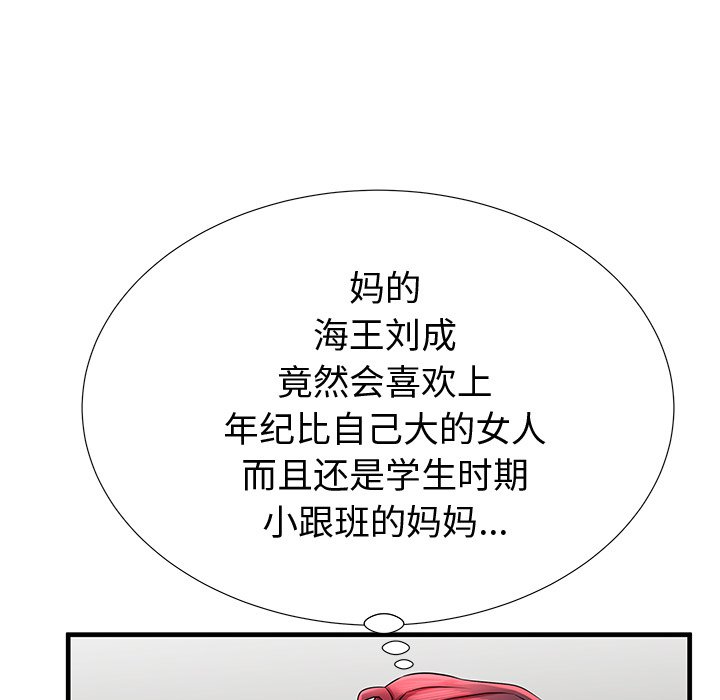 妈的
海王刘成
竟然会喜欢上
年纪比自己大的女人
而且还是学生时期
小跟班的妈妈...